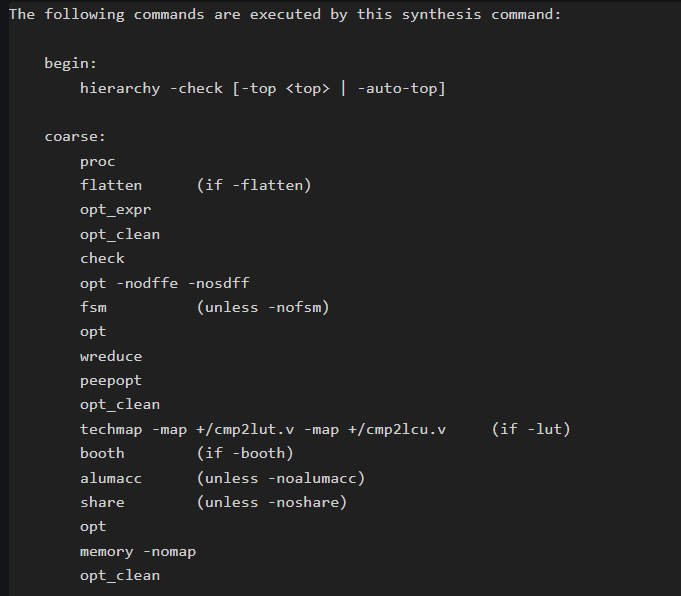 The following commands are executed by this synthesis command:
begin:
hierarchy -check [-top <top> | -auto-top]
coarse:
proc
flatten (if -flatten)
opt_expr
opt_clean
check
opt -nodffe -nosdff
fsm (unless -nofsm)
opt
wreduce
peepopt
opt_clean
techmap -map +/cmp2lut.v -map +/cmp2lcu.v (if -lut)
booth (if -booth)
alumacc (unless -noalumacc)
share (unless -noshare)
opt
memory -nomap
opt_clean